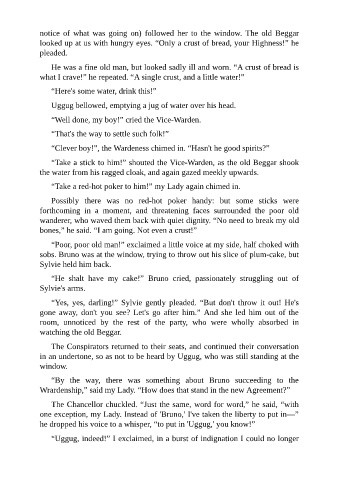 notice of what was going on) followed her to the window. The old Beggar
looked up at us with hungry eyes. “Only a crust of bread, your Highness!” he
pleaded.
He was a fine old man, but looked sadly ill and worn. “A crust of bread is
what I crave!” he repeated. “A single crust, and a little water!”
“Here's some water, drink this!”
Uggug bellowed, emptying a jug of water over his head.
“Well done, my boy!” cried the Vice-Warden.
“That's the way to settle such folk!”
“Clever boy!”, the Wardeness chimed in. “Hasn't he good spirits?”
“Take a stick to him!” shouted the Vice-Warden, as the old Beggar shook
the water from his ragged cloak, and again gazed meekly upwards.
“Take a red-hot poker to him!” my Lady again chimed in.
Possibly there was no red-hot poker handy: but some sticks were
forthcoming in a moment, and threatening faces surrounded the poor old
wanderer, who waved them back with quiet dignity. “No need to break my old
bones,” he said. “I am going. Not even a crust!”
“Poor, poor old man!” exclaimed a little voice at my side, half choked with
sobs. Bruno was at the window, trying to throw out his slice of plum-cake, but
Sylvie held him back.
“He shalt have my cake!” Bruno cried, passionately struggling out of
Sylvie's arms.
“Yes, yes, darling!” Sylvie gently pleaded. “But don't throw it out! He's
gone away, don't you see? Let's go after him.” And she led him out of the
room, unnoticed by the rest of the party, who were wholly absorbed in
watching the old Beggar.
The Conspirators returned to their seats, and continued their conversation
in an undertone, so as not to be heard by Uggug, who was still standing at the
window.
“By the way, there was something about Bruno succeeding to the
Wardenship,” said my Lady. “How does that stand in the new Agreement?”
The Chancellor chuckled. “Just the same, word for word,” he said, “with
one exception, my Lady. Instead of 'Bruno,' I've taken the liberty to put in—”
he dropped his voice to a whisper, “to put in 'Uggug,' you know!”
“Uggug, indeed!” I exclaimed, in a burst of indignation I could no longer